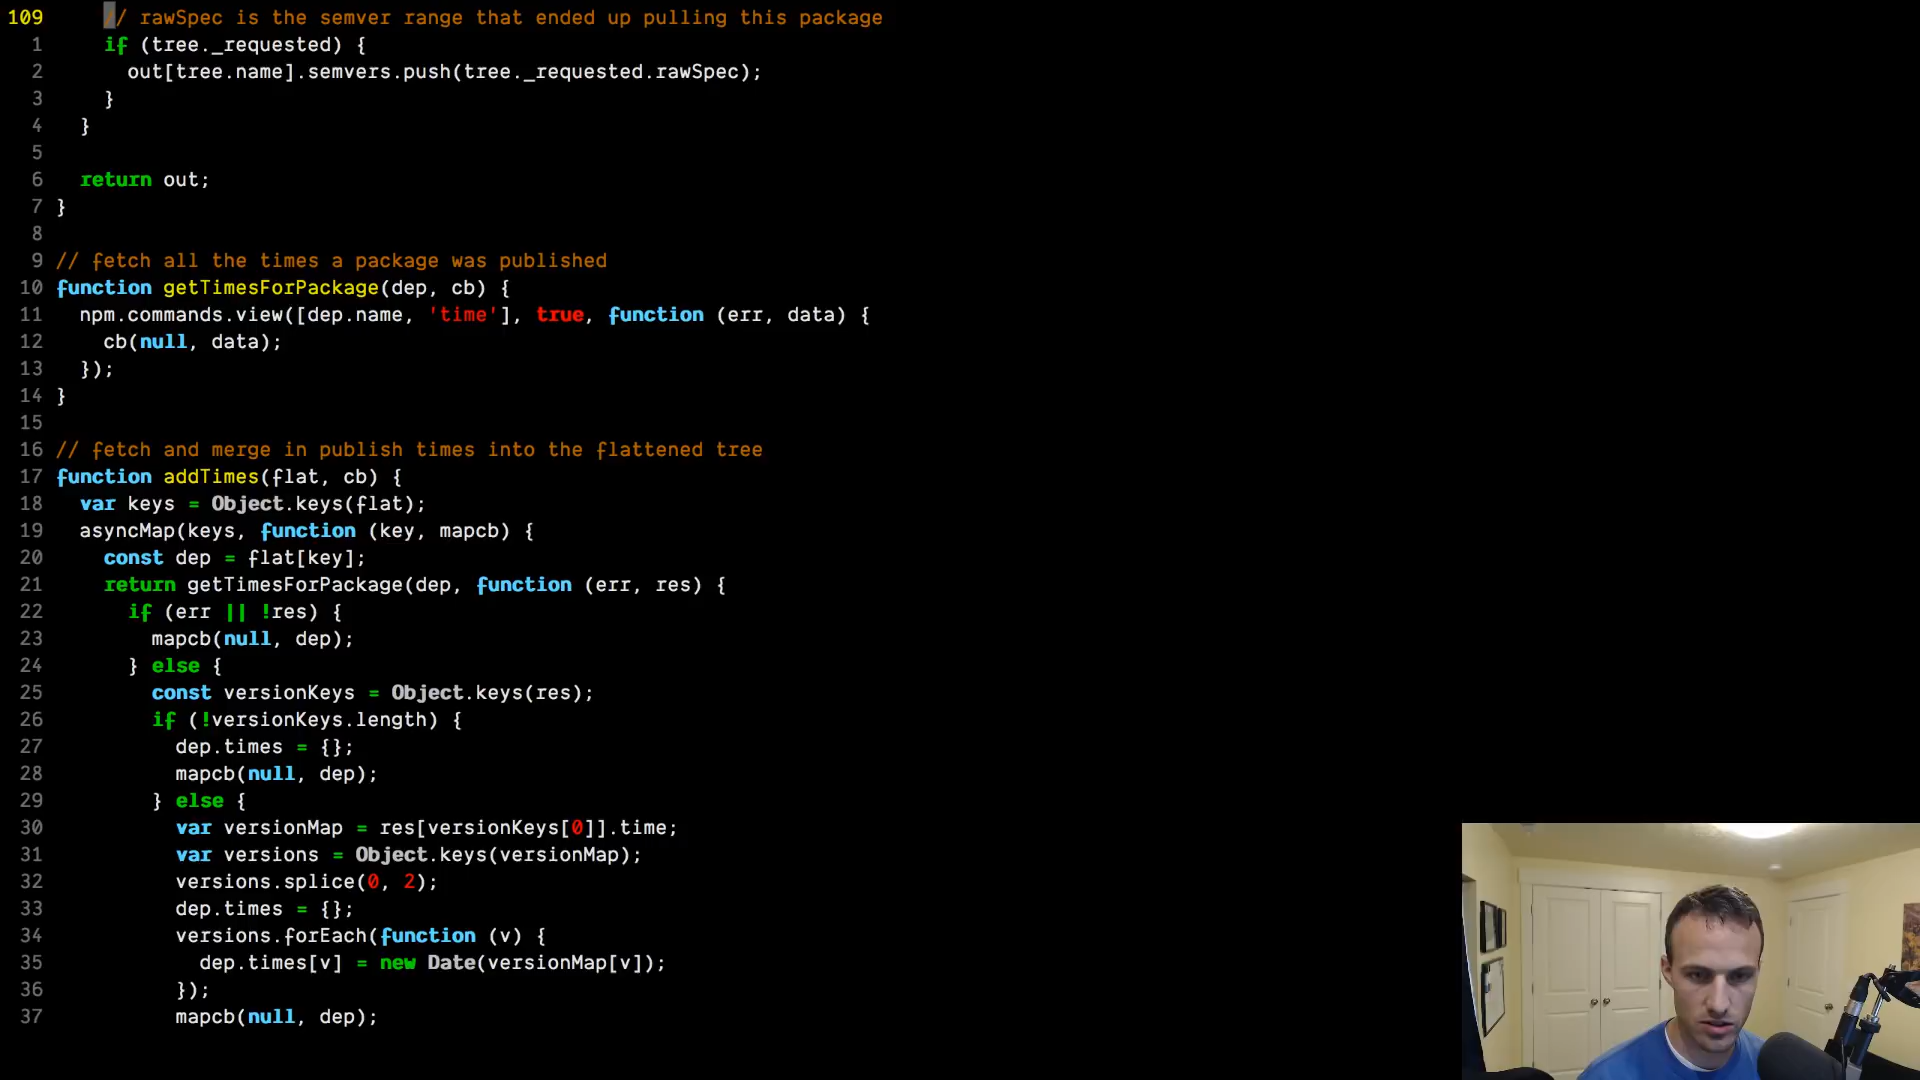 109 // rawSpec is the semver range that ended up pulling this package
1 if (tree._requested) {
2 out[tree.name].semvers.push(tree._requested.rawSpec);
3 }
4 }
5
6 return out;
7 }
8
9 // fetch all the times a package was published
10 function getTimesForPackage(dep, cb) {
11 npm.commands.view([dep.name, 'time'], true, function (err, data) {
12 cb(null, data);
13 });
14 }
15
16 // fetch and merge in publish times into the flattened tree
17 function addTimes(flat, cb) {
18 var keys = Object.keys(flat);
19 asyncMap(keys, function (key, mapcb) {
20 const dep = flat[key];
21 return getTimesForPackage(dep, function (err, res) {
22 if (err || !res) {
23 mapcb(null, dep);
24 } else {
25 const versionKeys = Object.keys(res);
26 if (!versionKeys.length) {
27 dep.times = {};
28 mapcb(null, dep);
29 } else {
30 var versionMap = res[versionKeys[0]].time;
31 var versions = Object.keys(versionMap);
32 versions.splice(0, 2);
33 dep.times = {};
34 versions.forEach(function (v) {
35 dep.times[v] = new Date(versionMap[v]);
36 });
37 mapcb(null, dep);